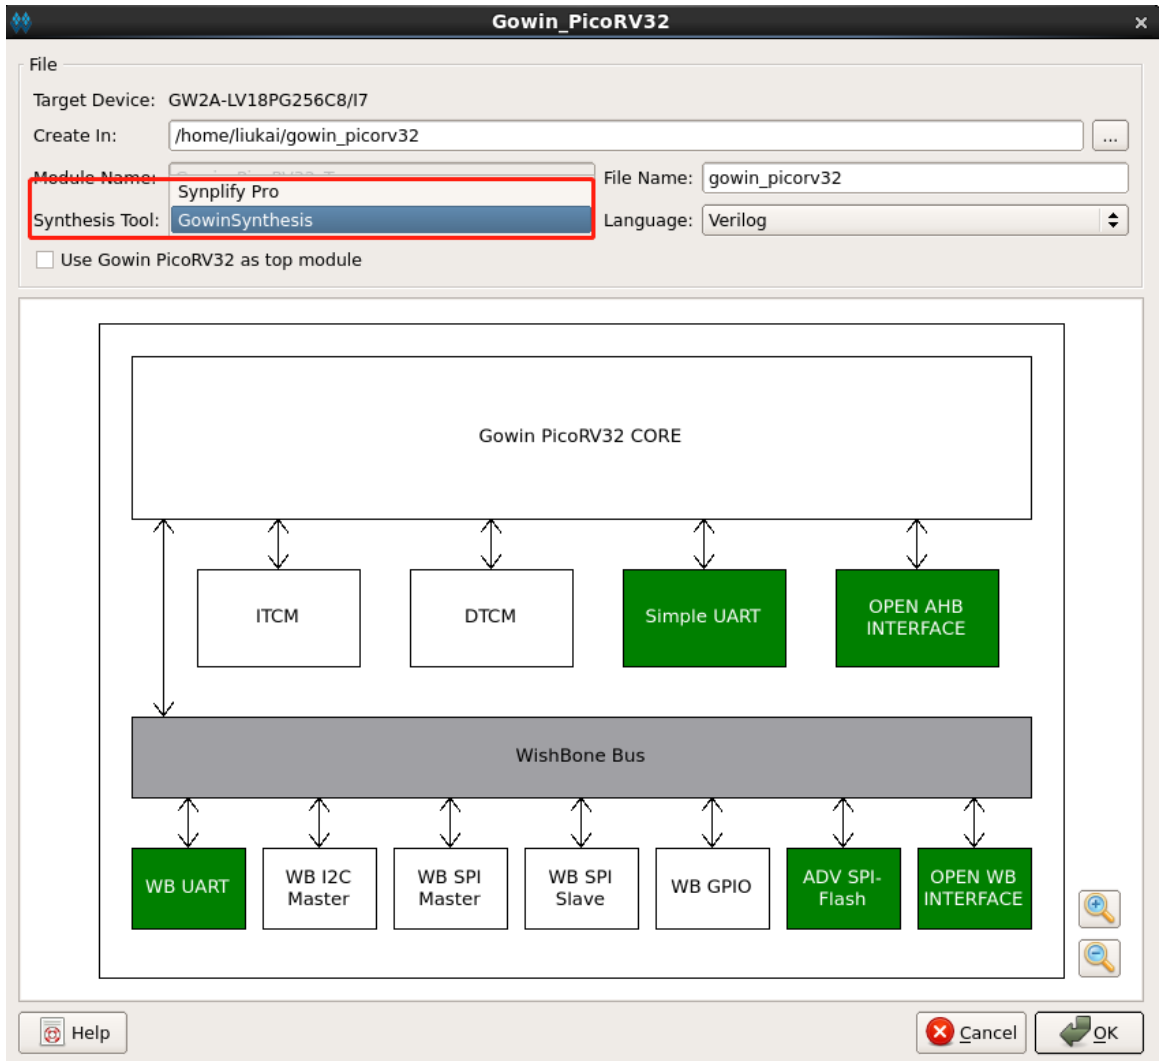 Gowin_PicoRV32
File
Target Device: GW2A-LV18PG256C8/I7
Create In: /home/liukai/gowin_picorv32 ...
Module Name: File Name: gowin_picorv32
Synplify Pro
Synthesis Tool: GowinSynthesis Language: Verilog
Use Gowin PicoRV32 as top module
Gowin PicoRV32 CORE
ITCM
DTCM
Simple UART
OPEN AHB
INTERFACE
WishBone Bus
WB UART
WB I2C
Master
WB SPI
Master
WB SPI
Slave
WB GPIO
ADV SPI-
Flash
OPEN WB
INTERFACE
Help Cancel OK